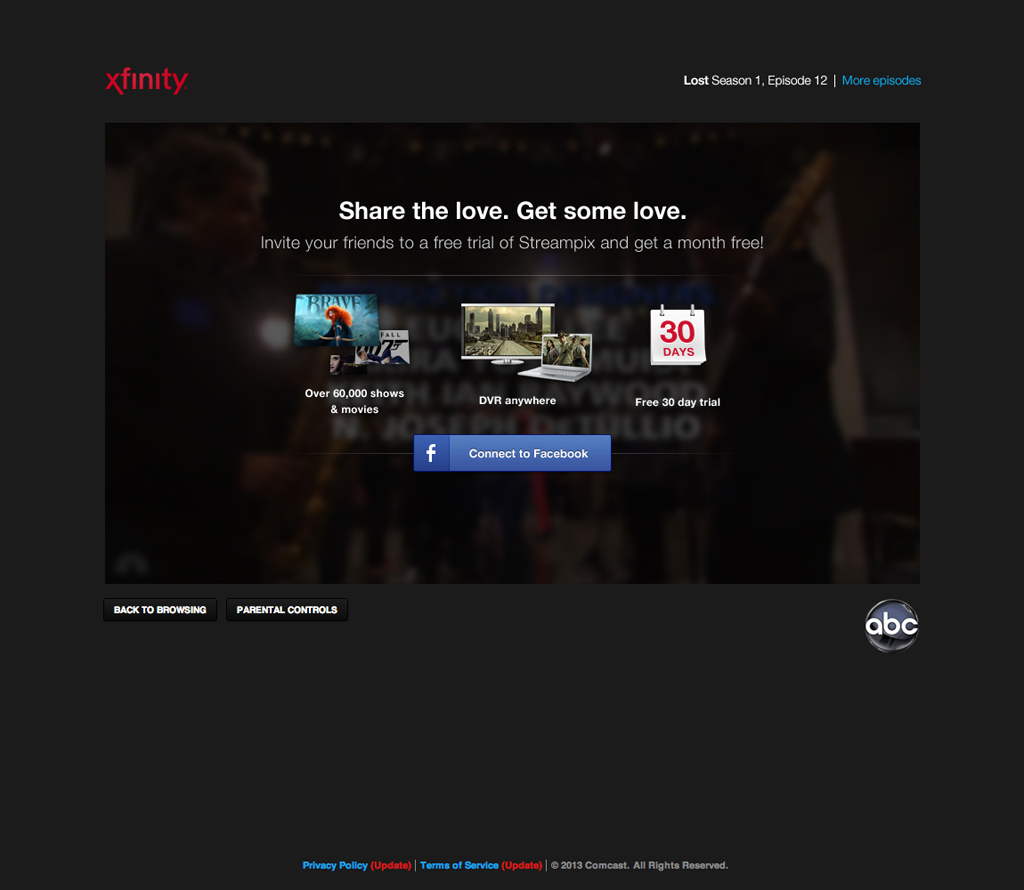 xfinity
Lost Season 1, Episode 12 | More episodes
Share the love. Get some love.
Invite your friends to a free trial of Streampix and get a month free!
BRAVE
FALL
007
30
DAYS
Over 60,000 shows
& movies
DVR anywhere
Free 30 day trial
N. JOSEPH DeTULLIO
f Connect to Facebook
BACK TO BROWSING
PARENTAL CONTROLS
abc
Privacy Policy (Update) | Terms of Service (Update) | © 2013 Comcast. All Rights Reserved.